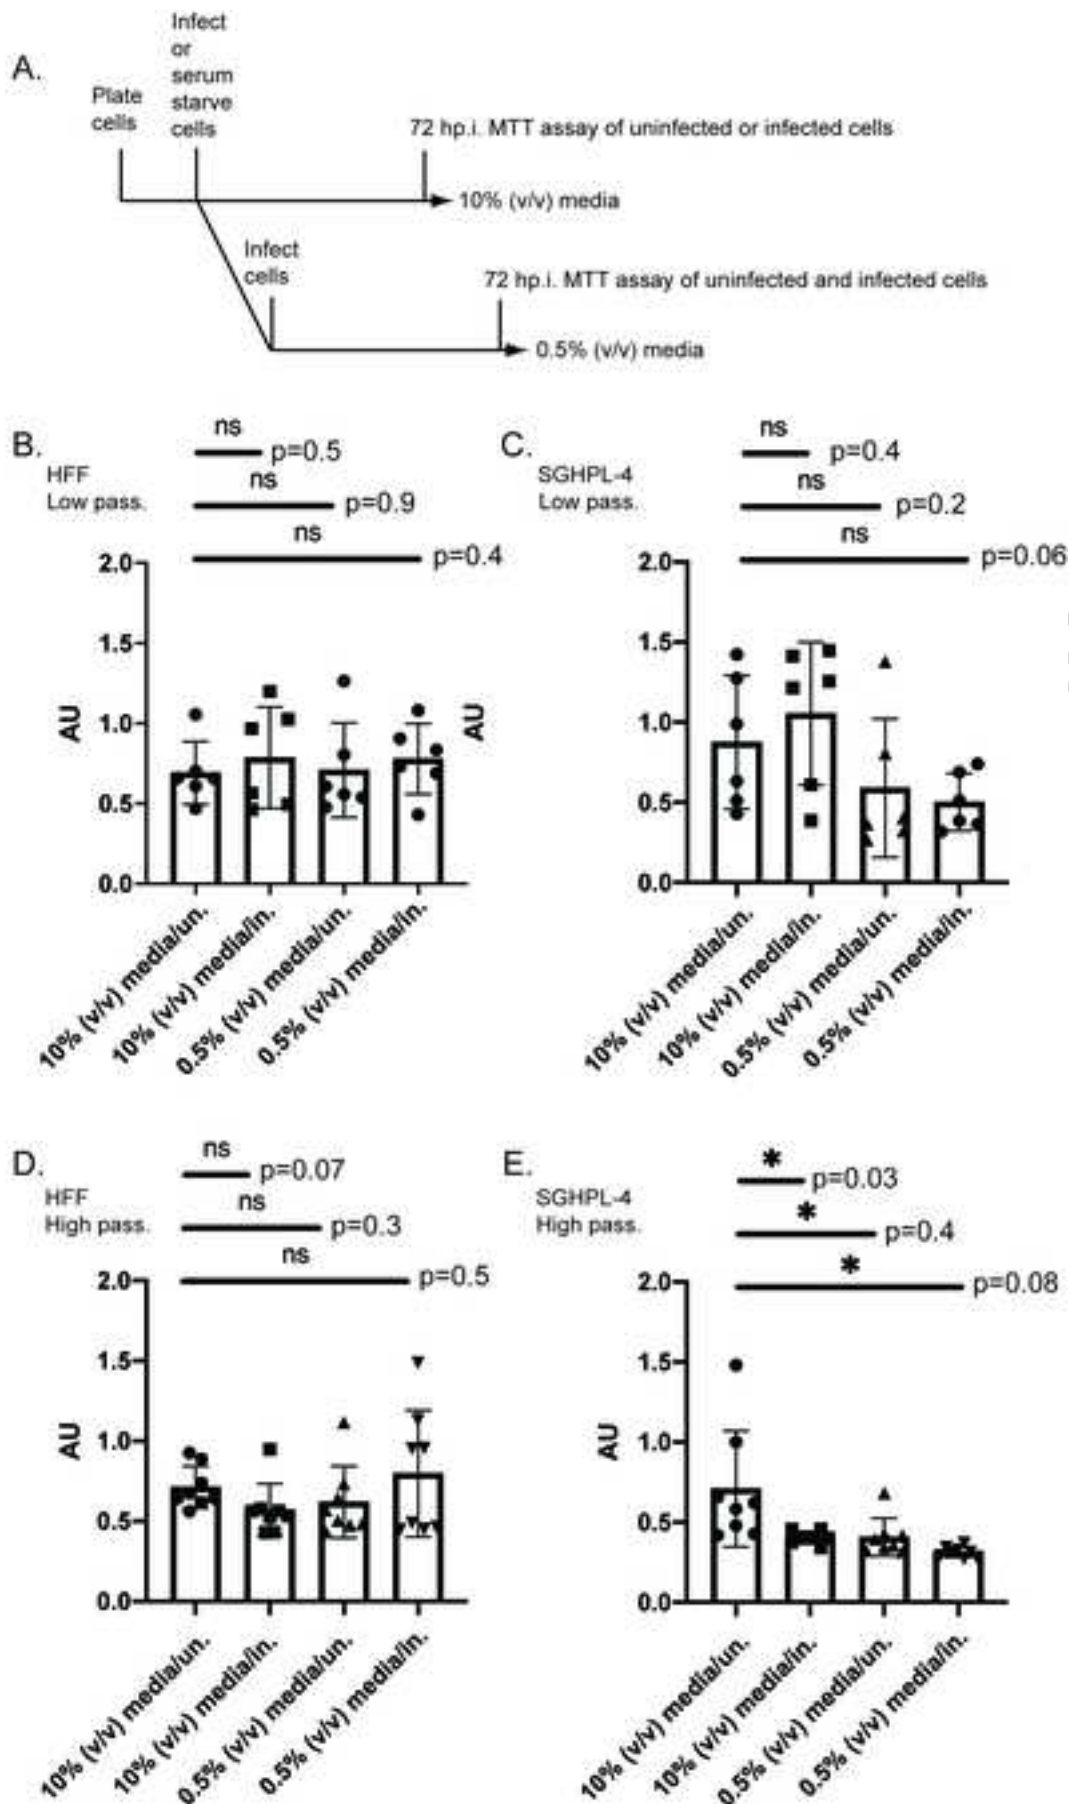 A.
Plate
cells
Infect
or
serum
starve
cells
72 hp.i. MTT assay of uninfected or infected cells
10% (v/v) media
Infect
cells
72 hp.i. MTT assay of uninfected and infected cells
0.5% (v/v) media
B.
HFF
Low pass.
ns
p=0.5
ns
p=0.9
ns
p=0.4
AU
2.0
1.5
1.0
0.5
0.0
10% (v/v) media/un.
10% (v/v) media/in.
0.5% (v/v) media/un.
0.5% (v/v) media/in.
C.
SGHPL-4
Low pass.
ns
p=0.4
ns
p=0.2
ns
p=0.06
AU
2.0
1.5
1.0
0.5
0.0
10% (v/v) media/un.
10% (v/v) media/in.
0.5% (v/v) media/un.
0.5% (v/v) media/in.
D.
HFF
High pass.
ns
p=0.07
ns
p=0.3
ns
p=0.5
AU
2.0
1.5
1.0
0.5
0.0
10% (v/v) media/un.
10% (v/v) media/in.
0.5% (v/v) media/un.
0.5% (v/v) media/in.
E.
SGHPL-4
High pass.
*
p=0.03
*
p=0.4
*
p=0.08
AU
2.0
1.5
1.0
0.5
0.0
10% (v/v) media/un.
10% (v/v) media/in.
0.5% (v/v) media/un.
0.5% (v/v) media/in.